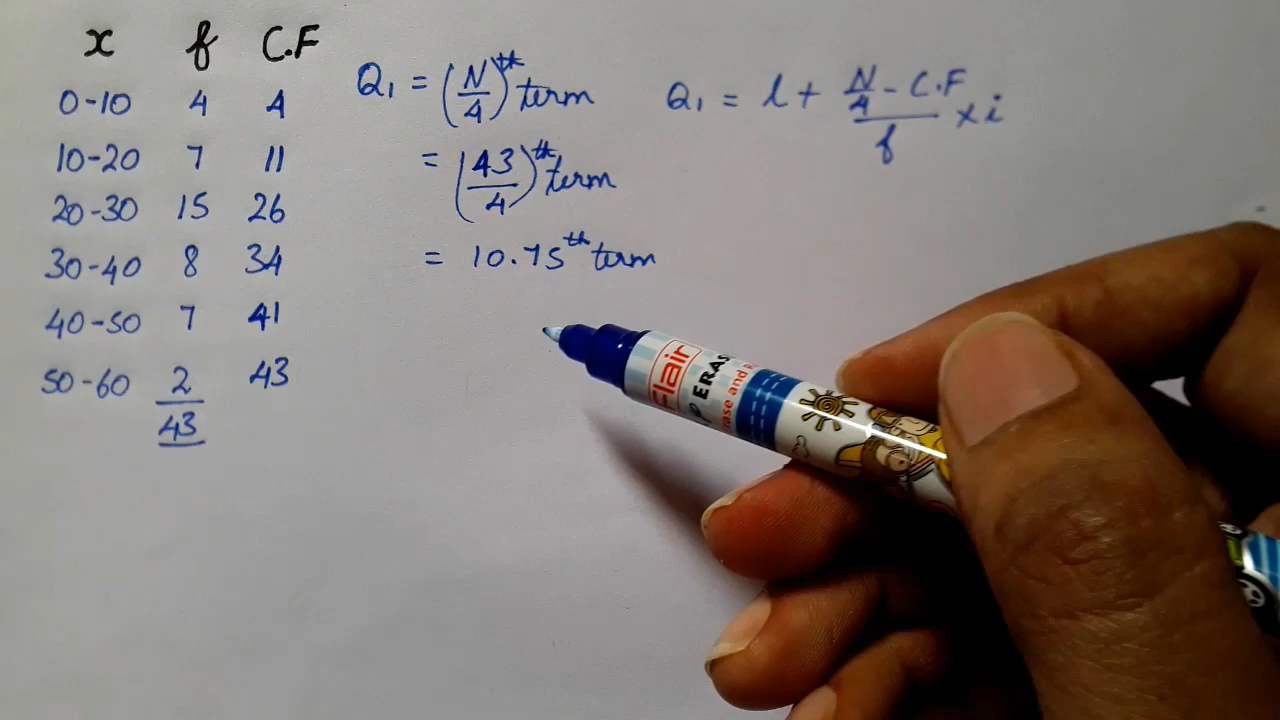 x f C.F
0-10 4 4
10-20 7 11
20-30 15 26
30-40 8 34
40-50 7 41
50-60 2 43
43
Q₁ = (N/4)ᵗʰ term
= (43/4)ᵗʰ term
= 10.75ᵗʰ term
Q₁ = l + (N/4 - C.F)/f × i
Flair
ERAS
rase and